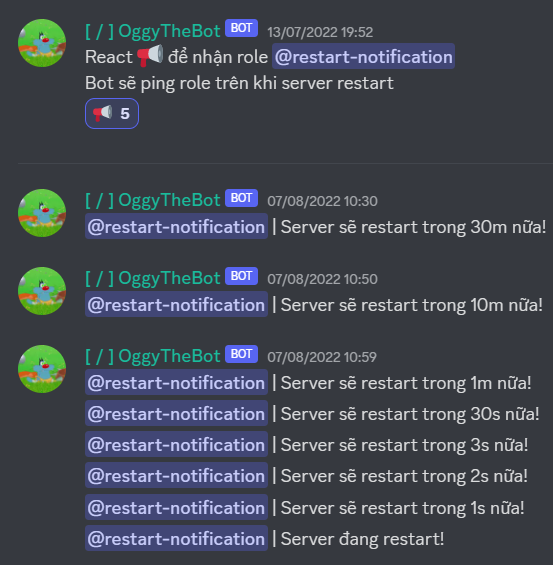 [ / ] OggyTheBot BOT 13/07/2022 19:52
React 📢 để nhận role @restart-notification
Bot sẽ ping role trên khi server restart
📢 5
[ / ] OggyTheBot BOT 07/08/2022 10:30
@restart-notification | Server sẽ restart trong 30m nữa!
[ / ] OggyTheBot BOT 07/08/2022 10:50
@restart-notification | Server sẽ restart trong 10m nữa!
[ / ] OggyTheBot BOT 07/08/2022 10:59
@restart-notification | Server sẽ restart trong 1m nữa!
@restart-notification | Server sẽ restart trong 30s nữa!
@restart-notification | Server sẽ restart trong 3s nữa!
@restart-notification | Server sẽ restart trong 2s nữa!
@restart-notification | Server sẽ restart trong 1s nữa!
@restart-notification | Server đang restart!